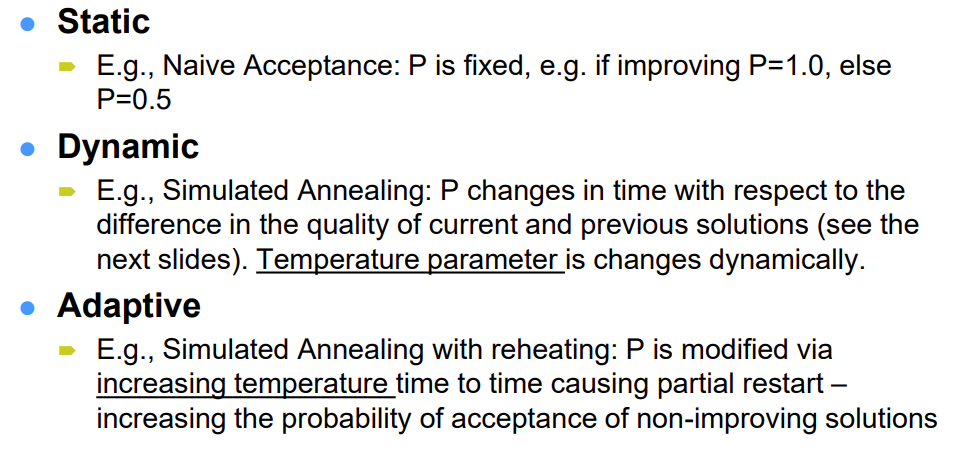 Static
E.g., Naive Acceptance: P is fixed, e.g. if improving P=1.0, else
P=0.5
Dynamic
E.g., Simulated Annealing: P changes in time with respect to the
difference in the quality of current and previous solutions (see the
next slides). Temperature parameter is changes dynamically.
Adaptive
E.g., Simulated Annealing with reheating: P is modified via
increasing temperature time to time causing partial restart –
increasing the probability of acceptance of non-improving solutions